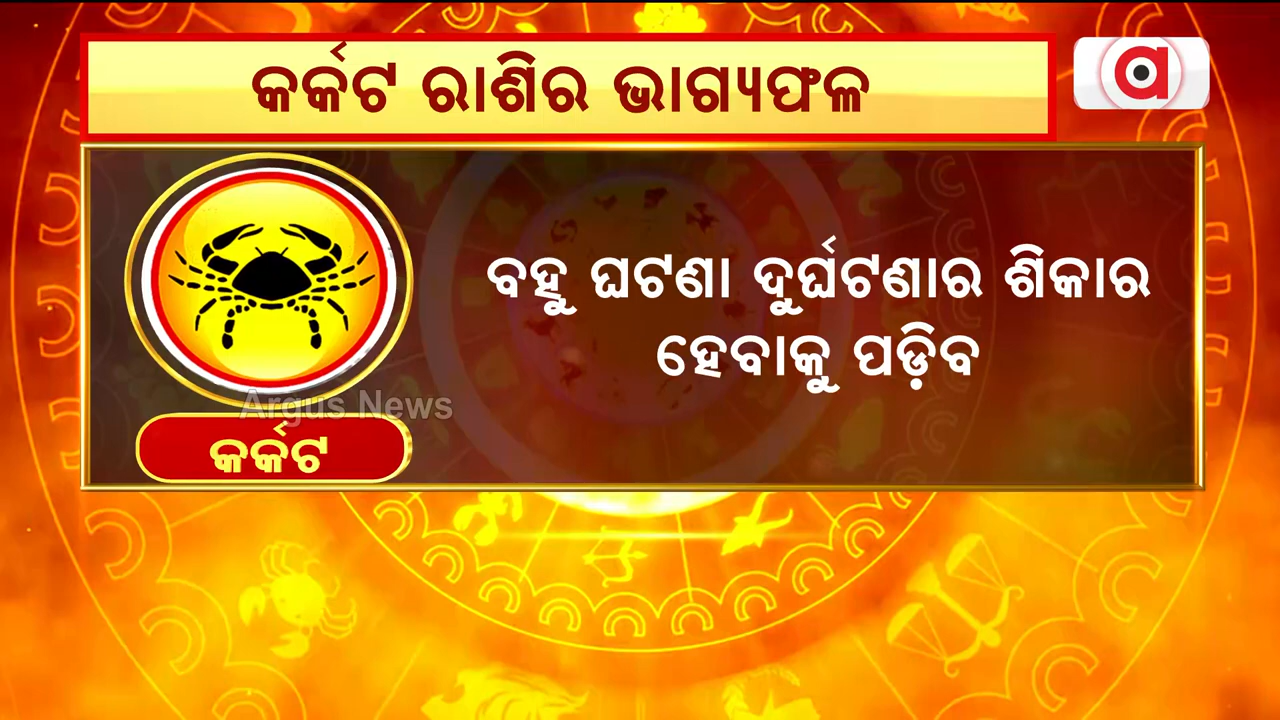 କର୍କଟ ରାଶିର ଭାଗ୍ୟଫଳ
a
ବହୁ ଘଟଣା ଦୁର୍ଘଟଣାର ଶିକାର
ହେବାକୁ ପଡ଼ିବ
Argus News
କର୍କଟ